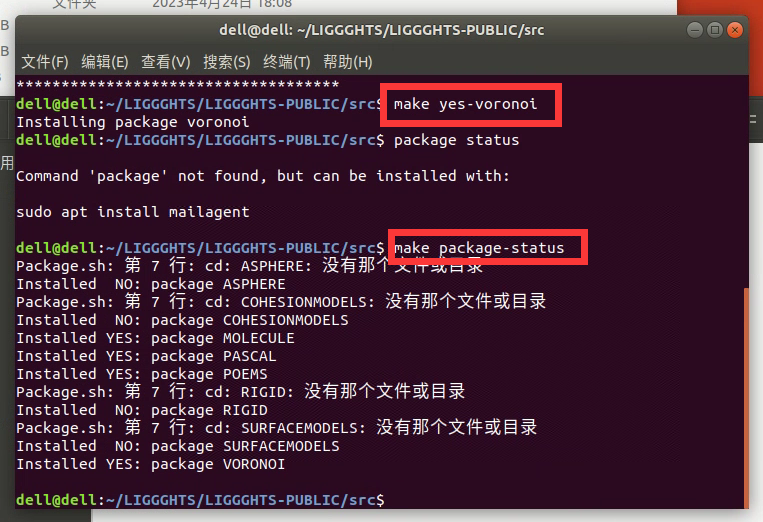 文件夹 2023年4月24日 18:08
B
B
dell@dell: ~/LIGGGHTS/LIGGGHTS-PUBLIC/src
文件(F) 编辑(E) 查看(V) 搜索(S) 终端(T) 帮助(H)
************************************
dell@dell:~/LIGGGHTS/LIGGGHTS-PUBLIC/src$ make yes-voronoi
Installing package voronoi
dell@dell:~/LIGGGHTS/LIGGGHTS-PUBLIC/src$ package status
用
Command 'package' not found, but can be installed with:
sudo apt install mailagent
dell@dell:~/LIGGGHTS/LIGGGHTS-PUBLIC/src$ make package-status
Package.sh: 第 7 行: cd: ASPHERE: 没有那个文件或目录
Installed  NO: package ASPHERE
Package.sh: 第 7 行: cd: COHESIONMODELS: 没有那个文件或目录
Installed  NO: package COHESIONMODELS
Installed YES: package MOLECULE
Installed YES: package PASCAL
Installed YES: package POEMS
Package.sh: 第 7 行: cd: RIGID: 没有那个文件或目录
Installed  NO: package RIGID
Package.sh: 第 7 行: cd: SURFACEMODELS: 没有那个文件或目录
Installed  NO: package SURFACEMODELS
Installed YES: package VORONOI
dell@dell:~/LIGGGHTS/LIGGGHTS-PUBLIC/src$